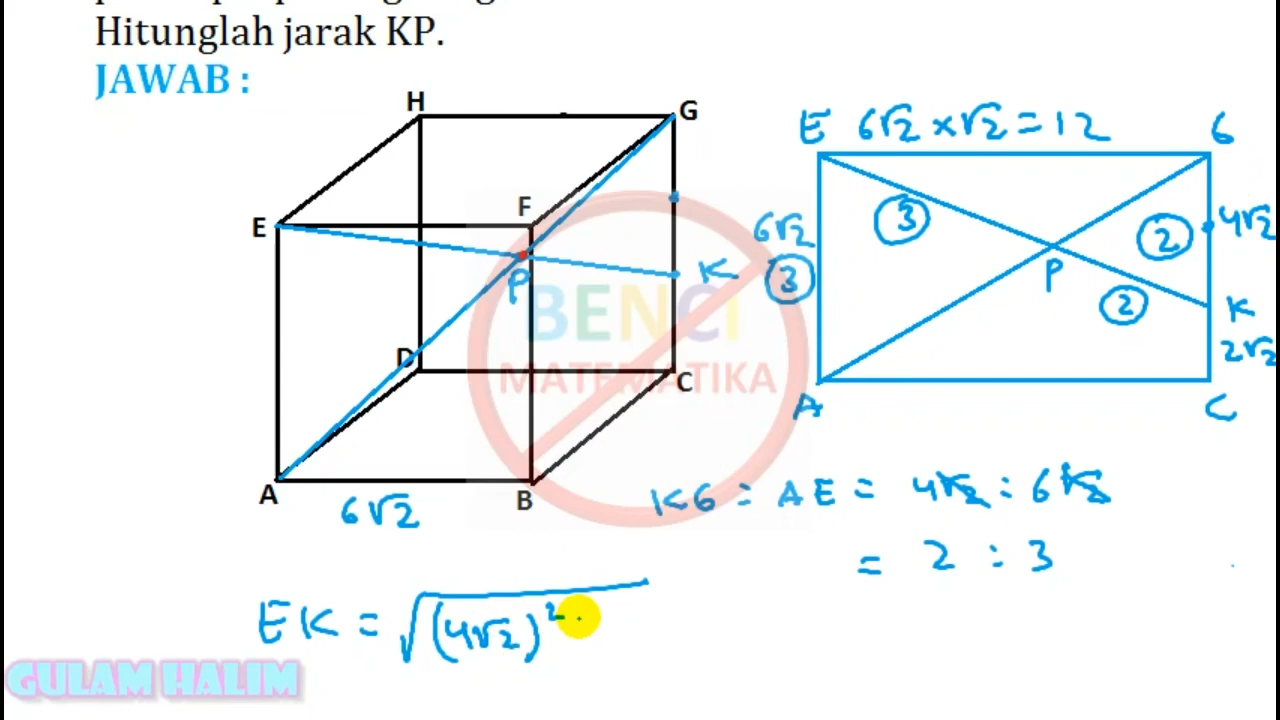 Hitunglah jarak KP.
JAWAB :
H
G
E
F
P
K
D
C
A
B
6√2
BENCI
MATEMATIKA
E 6√2 ×√2 = 12 G
3
2
4√2
6√2
3
P
2
K
2√2
A
C
KG : AE = 4√2 : 6√2
= 2 : 3
EK = √(4√2)²
GULAM HALIM